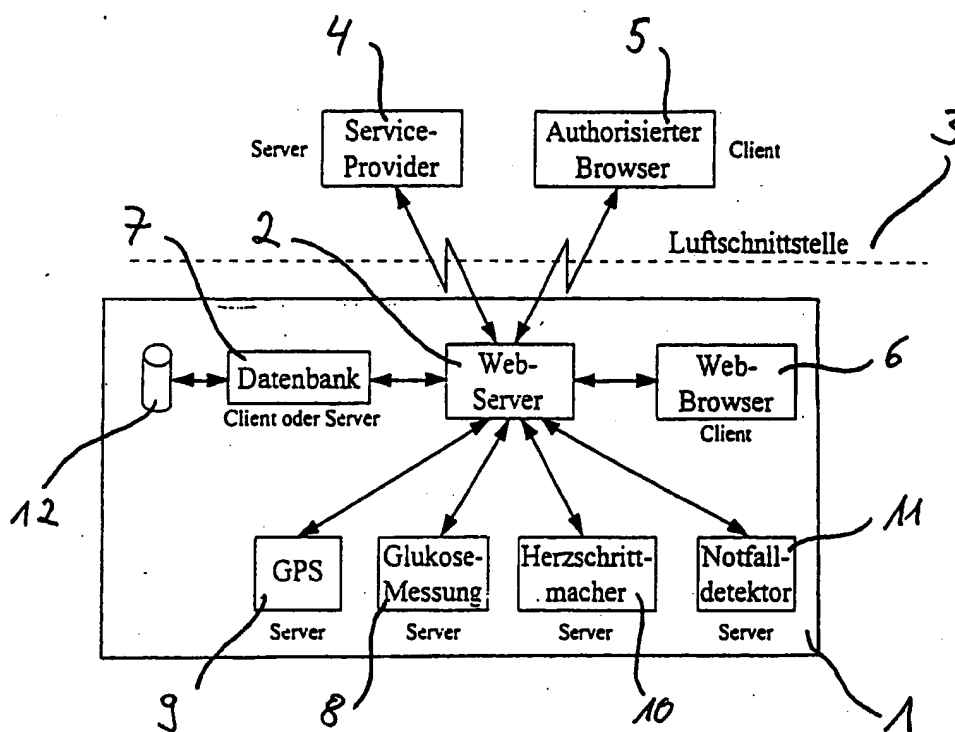 4
5
3
Server
Service-
Provider
Authorisierter
Browser
Client
7
2
Luftschnittstelle
6
Datenbank
Client oder Server
Web-
Server
Web-
Browser
Client
12
11
GPS
Server
Glukose-
Messung
Server
Herzschritt-
macher
Server
Notfall-
detektor
Server
9
8
10
1